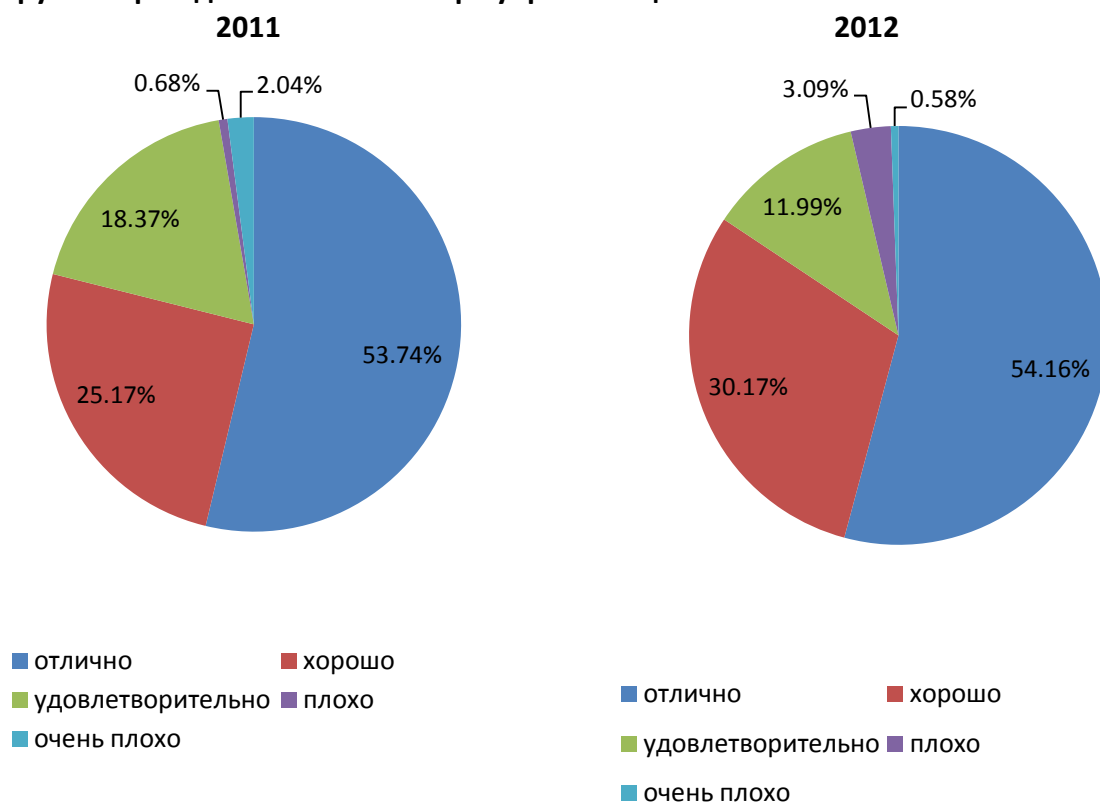 2011
2012
0.68%
2.04%
18.37%
25.17%
53.74%
3.09%
0.58%
11.99%
30.17%
54.16%
отлично
хорошо
удовлетворительно
плохо
очень плохо
отлично
хорошо
удовлетворительно
плохо
очень плохо